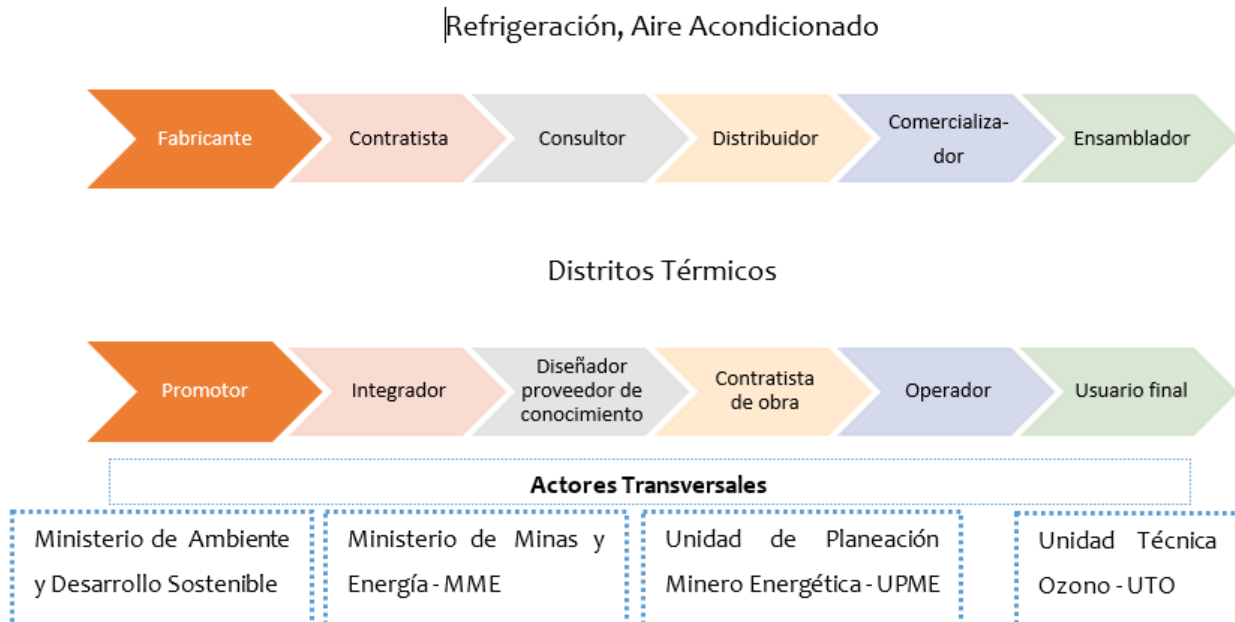 Refrigeración, Aire Acondicionado
Fabricante
Contratista
Consultor
Distribuidor
Comercializa-
dor
Ensamblador
Distritos Térmicos
Promotor
Integrador
Diseñador
proveedor de
conocimiento
Contratista
de obra
Operador
Usuario final
Actores Transversales
Ministerio de Ambiente
y Desarrollo Sostenible
Ministerio de Minas y
Energía - MME
Unidad de Planeación
Minero Energética - UPME
Unidad Técnica
Ozono - UTO